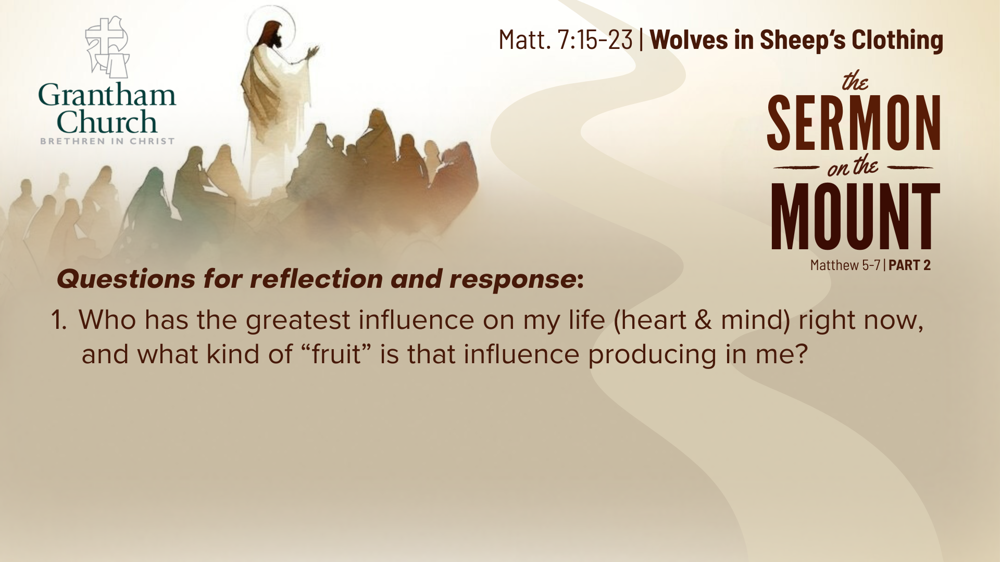 Grantham
Church
BRETHREN IN CHRIST
Matt. 7:15-23 | Wolves in Sheep‘s Clothing
the
SERMON
on the
MOUNT
Matthew 5-7 | PART 2
Questions for reflection and response:
1. Who has the greatest influence on my life (heart & mind) right now,
and what kind of “fruit” is that influence producing in me?